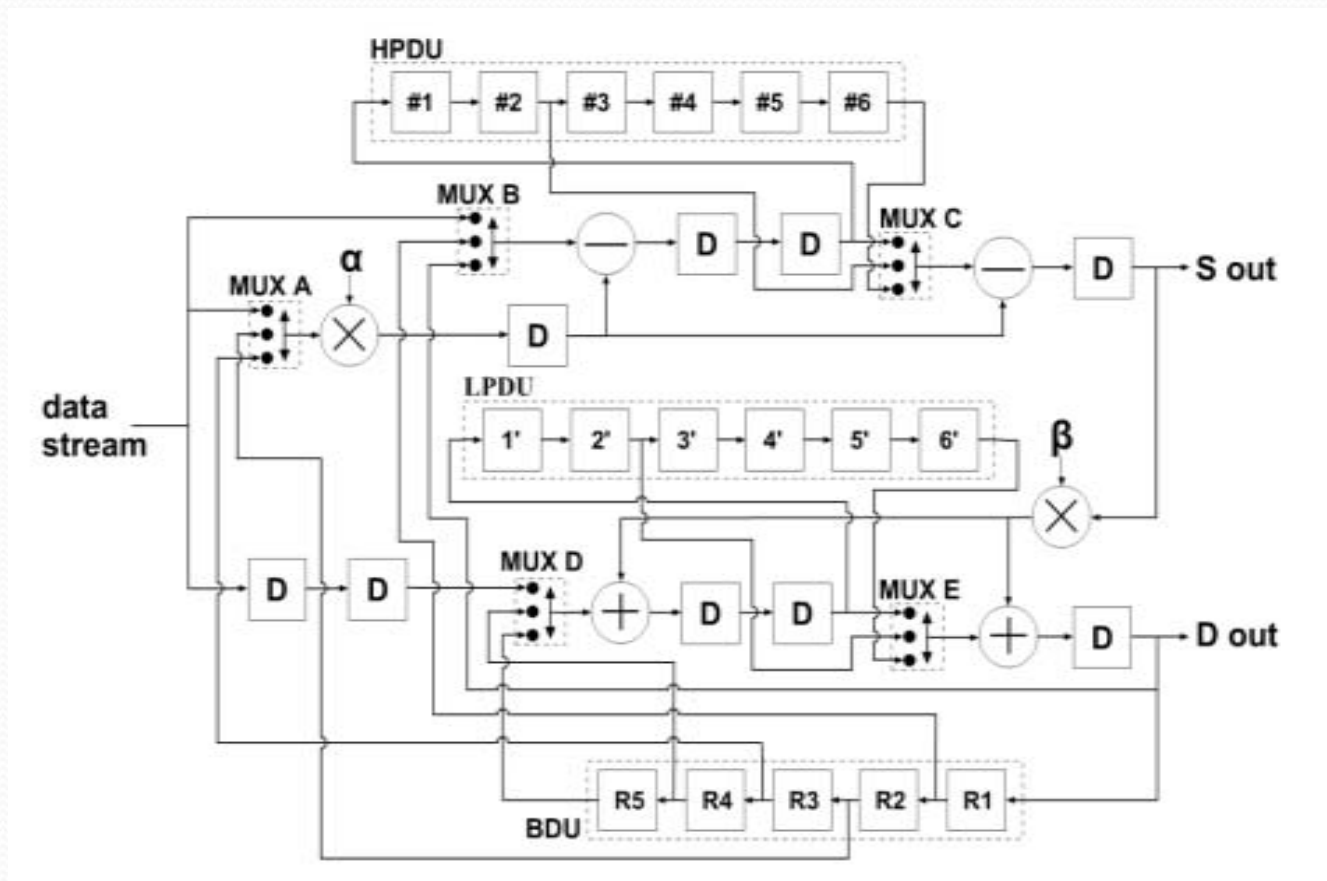 HPDU
#1 #2 #3 #4 #5 #6
MUX B
D D
MUX C
D
S out
α
MUX A
D
LPDU
1' 2' 3' 4' 5' 6'
data
stream
β
D D
MUX D
D D
MUX E
D
D out
R5 R4 R3 R2 R1
BDU